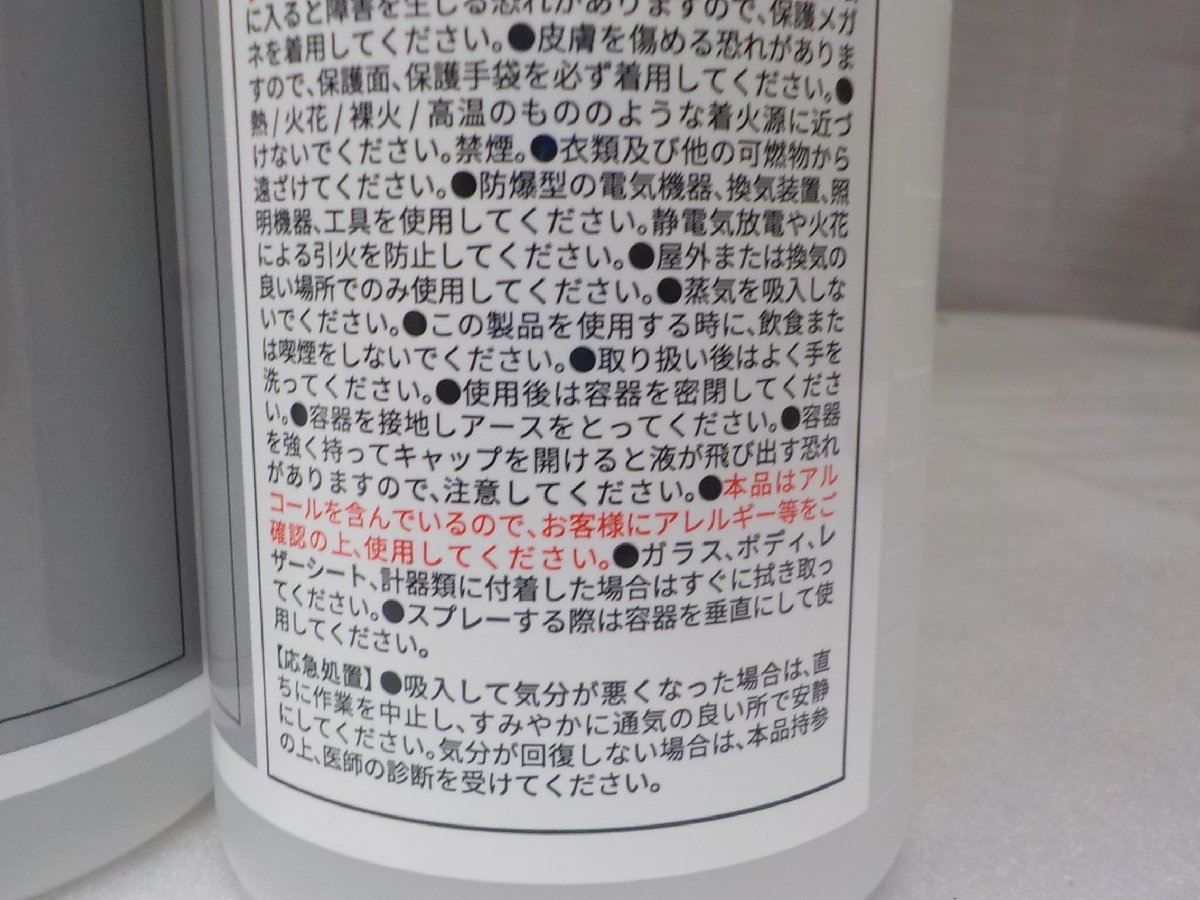 に入ると障害を生じる恐れがありますので、保護メガ
ネを着用してください。●皮膚を傷める恐れがありま
すので、保護面、保護手袋を必ず着用してください。●
熱/火花/裸火/高温のもののような着火源に近づ
けないでください。禁煙。●衣類及び他の可燃物から
遠ざけてください。●防爆型の電気機器、換気装置、照
明機器、工具を使用してください。静電気放電や火花
による引火を防止してください。●屋外または換気の
良い場所でのみ使用してください。●蒸気を吸入しな
いでください。●この製品を使用する時に、飲食また
は喫煙をしないでください。●取り扱い後はよく手を
洗ってください。●使用後は容器を密閉してくださ
い。●容器を接地しアースをとってください。●容器
を強く持ってキャップを開けると液が飛び出す恐れ
がありますので、注意してください。●本品はアル
コールを含んでいるので、お客様にアレルギー等をご
確認の上、使用してください。●ガラス、ボディ、レ
ザーシート、計器類に付着した場合はすぐに拭き取っ
てください。●スプレーする際は容器を垂直にして使
用してください。
【応急処置】●吸入して気分が悪くなった場合は、直
ちに作業を中止し、すみやかに通気の良い所で安静
にしてください。気分が回復しない場合は、本品持参
の上、医師の診断を受けてください。